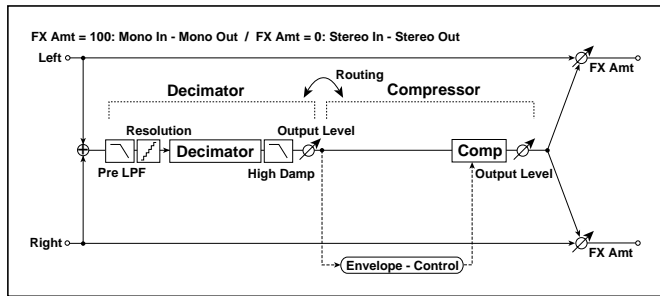 FX Amt = 100: Mono In - Mono Out / FX Amt = 0: Stereo In - Stereo Out
Left
FX Amt
Routing
Decimator
Compressor
Resolution
Output Level
Decimator
Comp
Pre LPF
High Damp
Output Level
Right
FX Amt
Envelope - Control